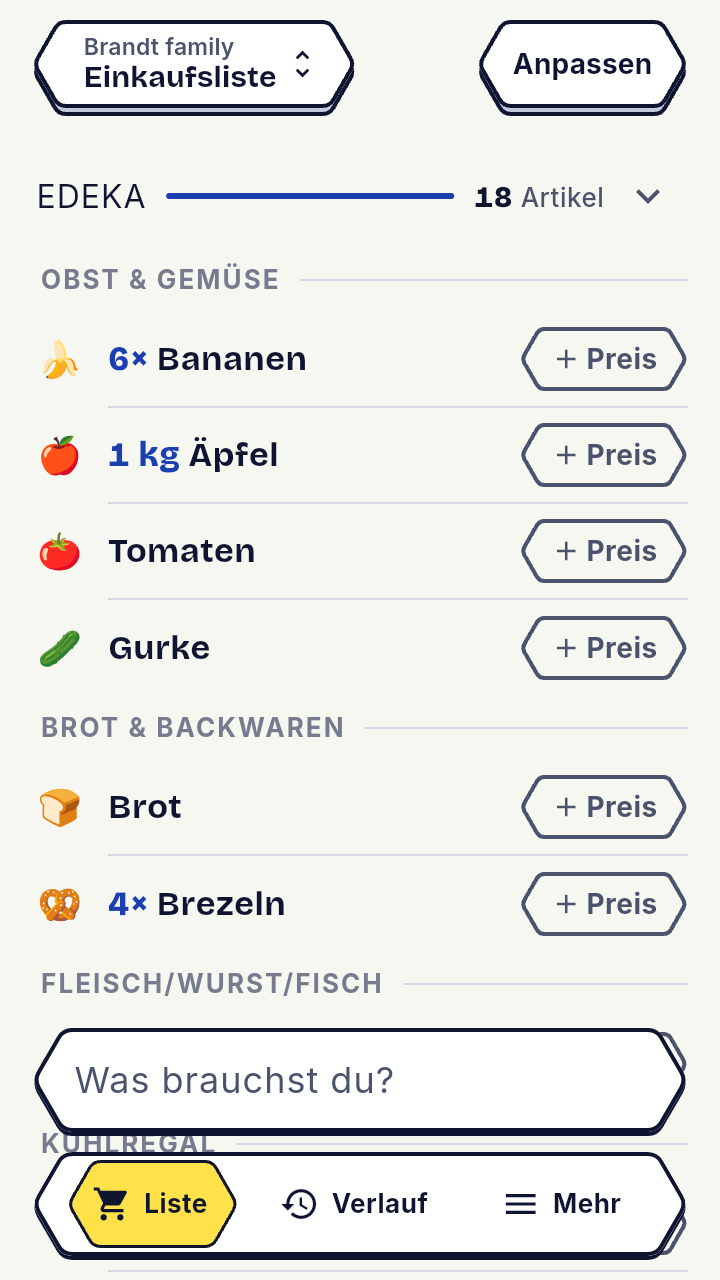 Brandt family
Einkaufsliste
Anpassen
EDEKA 18 Artikel
OBST & GEMÜSE
6× Bananen + Preis
1 kg Äpfel + Preis
Tomaten + Preis
Gurke + Preis
BROT & BACKWAREN
Brot + Preis
4× Brezeln + Preis
FLEISCH/WURST/FISCH
Was brauchst du?
KÜHLREGAL
Liste Verlauf Mehr